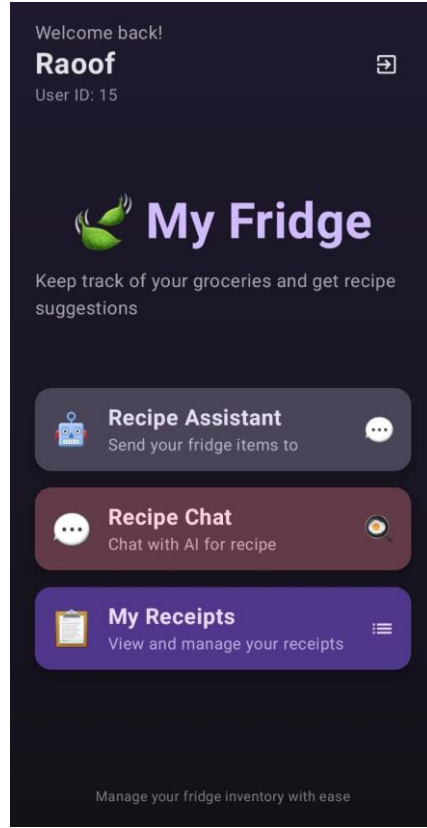 Welcome back!
Raoof
User ID: 15
My Fridge
Keep track of your groceries and get recipe
suggestions
Recipe Assistant
Send your fridge items to
Recipe Chat
Chat with AI for recipe
My Receipts
View and manage your receipts
Manage your fridge inventory with ease